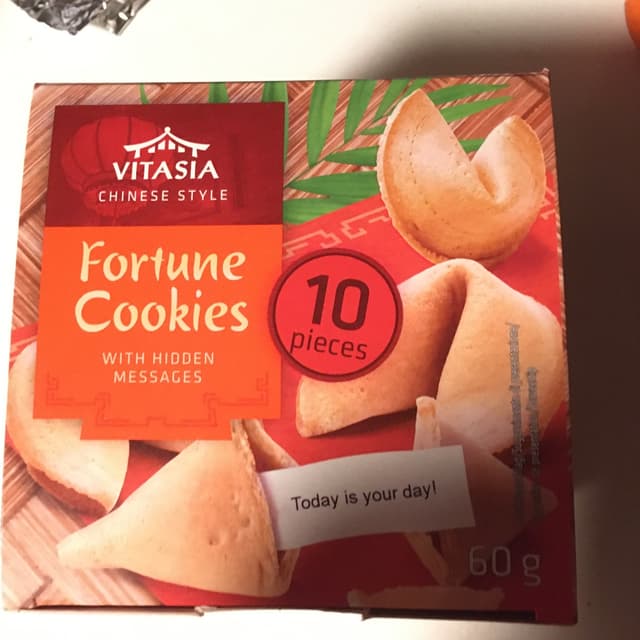 VITASIA
CHINESE STYLE
Fortune
Cookies
WITH HIDDEN
MESSAGES
10
pieces
Today is your day!
60 g